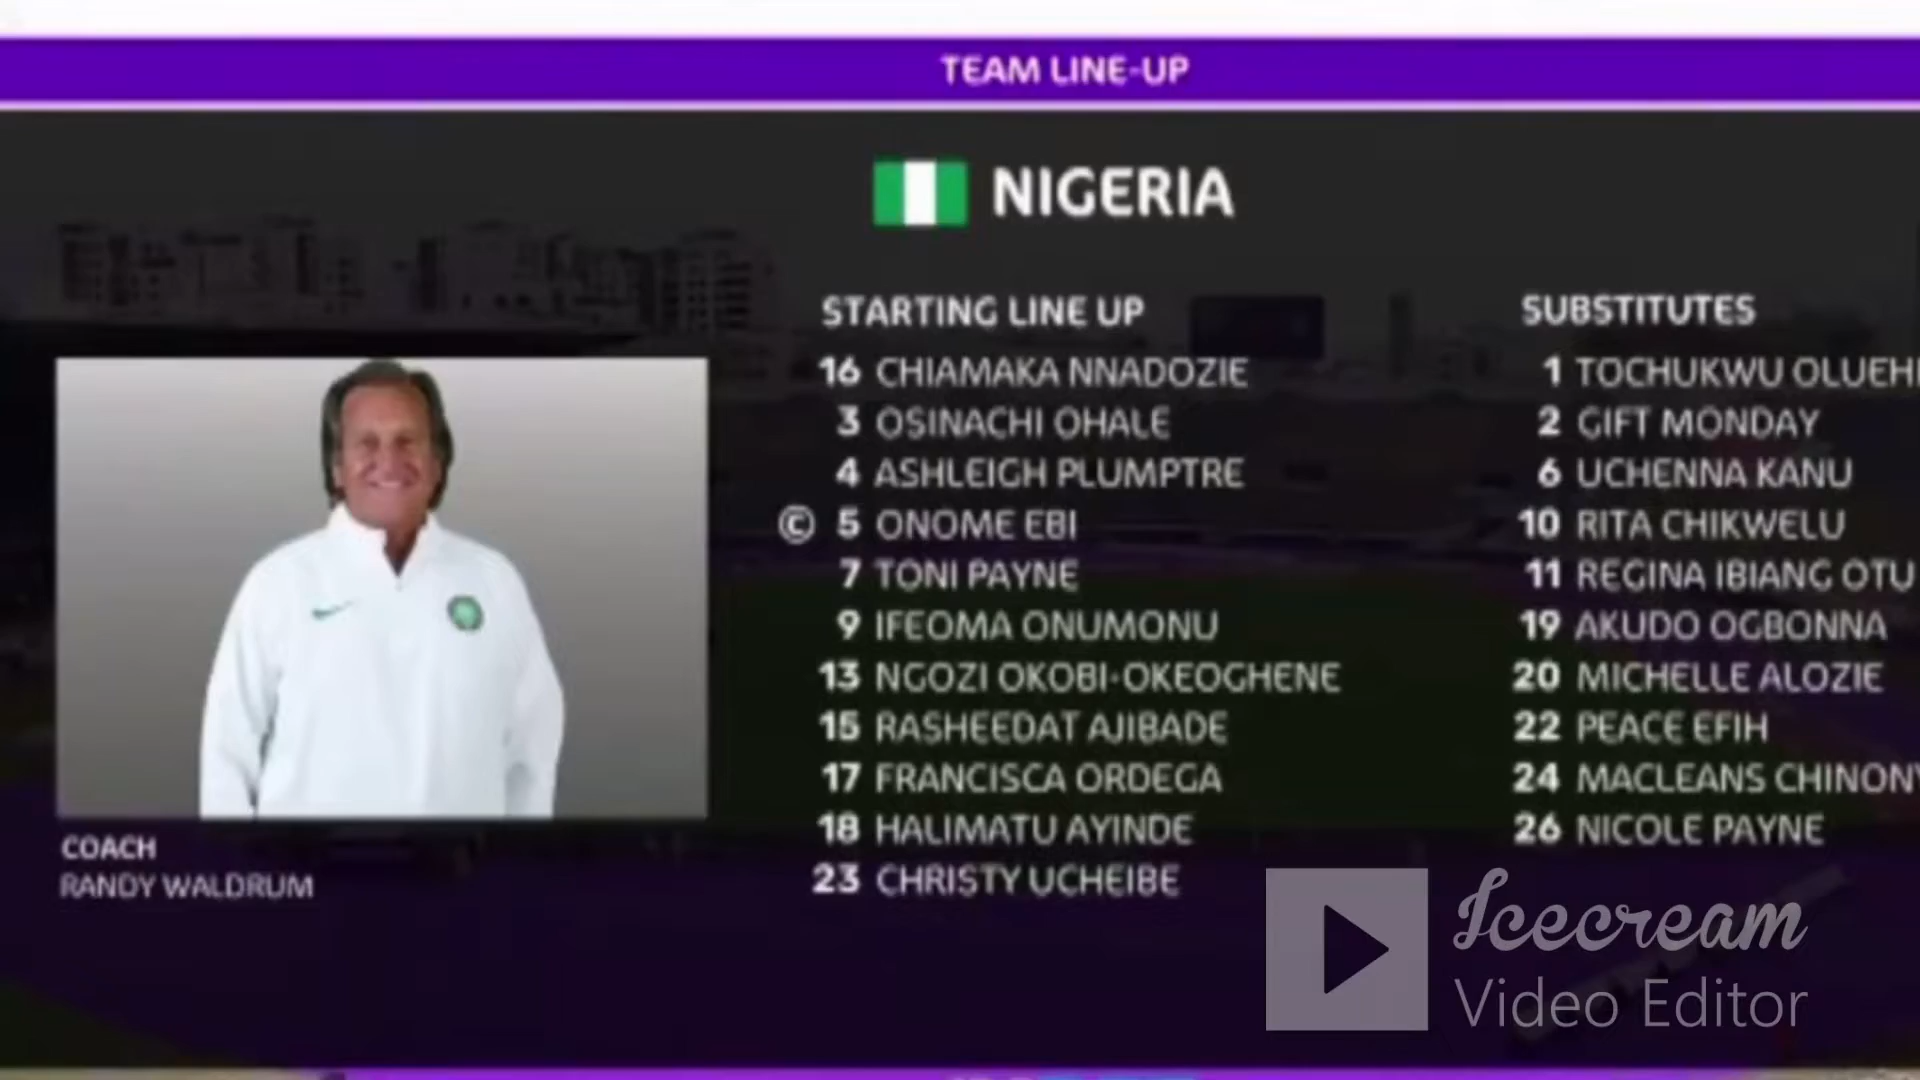 TEAM LINE-UP
NIGERIA
STARTING LINE UP
16 CHIAMAKA NNADOZIE
3 OSINACHI OHALE
4 ASHLEIGH PLUMPTRE
© 5 ONOME EBI
7 TONI PAYNE
9 IFEOMA ONUMONU
13 NGOZI OKOBI-OKEOGHENE
15 RASHEEDAT AJIBADE
17 FRANCISCA ORDEGA
18 HALIMATU AYINDE
23 CHRISTY UCHEIBE
SUBSTITUTES
1 TOCHUKWU
2 GIFT MONDAY
6 UCHENNA KANU
10 RITA CHIKWELU
11 REGINA IBIANG OTU
19 AKUDO OGBONNA
20 MICHELLE ALOZIE
22 PEACE EFIH
24 MACLEANS
26 NICOLE PAYNE
COACH
RANDY WALDRUM
Icecream
Video Editor